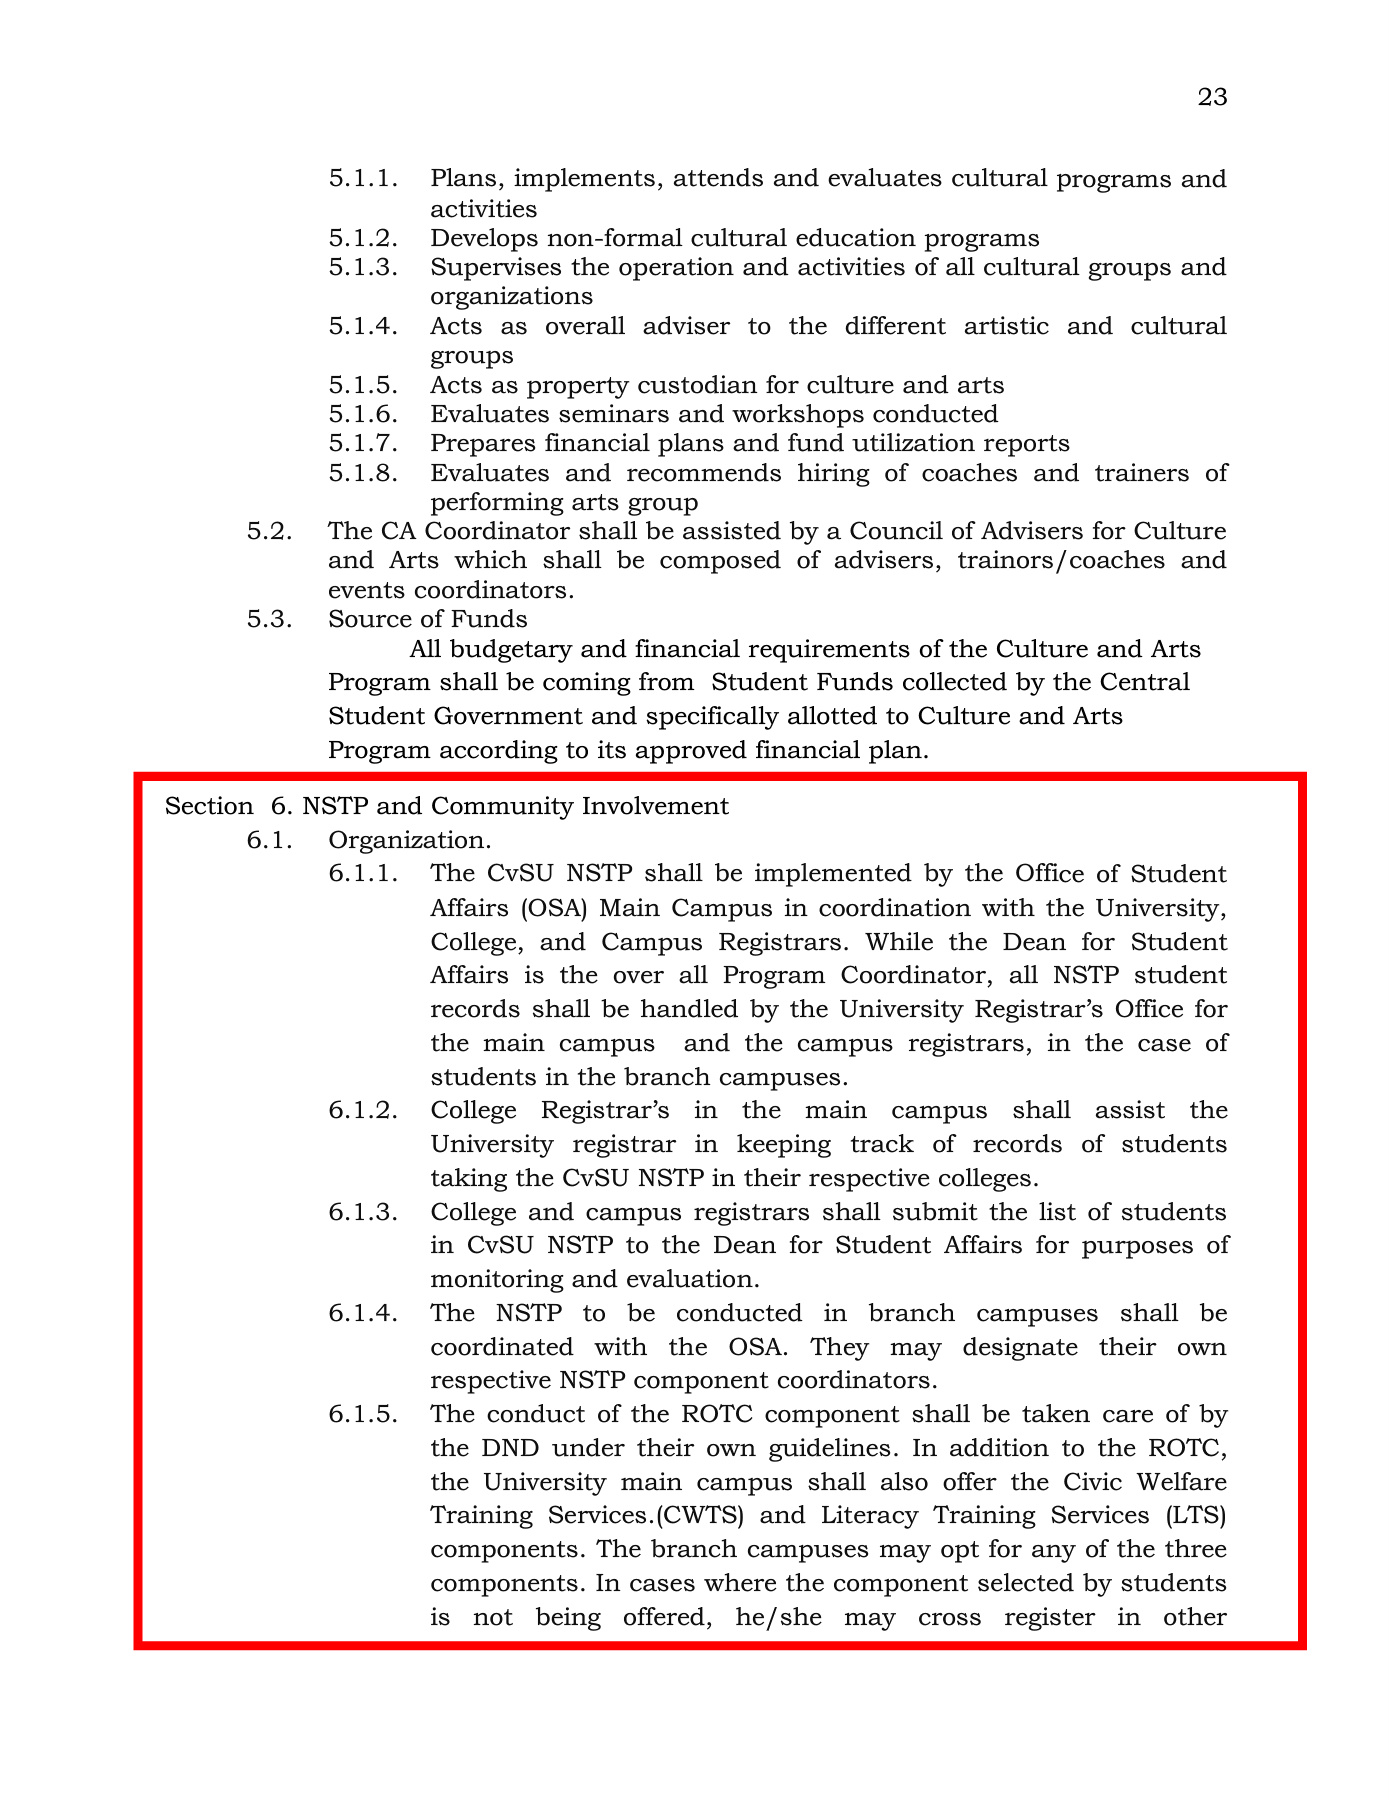 23
5.1.1. Plans, implements, attends and evaluates cultural programs and
activities
5.1.2. Develops non-formal cultural education programs
5.1.3. Supervises the operation and activities of all cultural groups and
organizations
5.1.4. Acts as overall adviser to the different artistic and cultural
groups
5.1.5. Acts as property custodian for culture and arts
5.1.6. Evaluates seminars and workshops conducted
5.1.7. Prepares financial plans and fund utilization reports
5.1.8. Evaluates and recommends hiring of coaches and trainers of
performing arts group
5.2. The CA Coordinator shall be assisted by a Council of Advisers for Culture
and Arts which shall be composed of advisers, trainors/coaches and
events coordinators.
5.3. Source of Funds
All budgetary and financial requirements of the Culture and Arts
Program shall be coming from Student Funds collected by the Central
Student Government and specifically allotted to Culture and Arts
Program according to its approved financial plan.
Section 6. NSTP and Community Involvement
6.1. Organization.
6.1.1. The CvSU NSTP shall be implemented by the Office of Student
Affairs (OSA) Main Campus in coordination with the University,
College, and Campus Registrars. While the Dean for Student
Affairs is the over all Program Coordinator, all NSTP student
records shall be handled by the University Registrar’s Office for
the main campus and the campus registrars, in the case of
students in the branch campuses.
6.1.2. College Registrar’s in the main campus shall assist the
University registrar in keeping track of records of students
taking the CvSU NSTP in their respective colleges.
6.1.3. College and campus registrars shall submit the list of students
in CvSU NSTP to the Dean for Student Affairs for purposes of
monitoring and evaluation.
6.1.4. The NSTP to be conducted in branch campuses shall be
coordinated with the OSA. They may designate their own
respective NSTP component coordinators.
6.1.5. The conduct of the ROTC component shall be taken care of by
the DND under their own guidelines. In addition to the ROTC,
the University main campus shall also offer the Civic Welfare
Training Services.(CWTS) and Literacy Training Services (LTS)
components. The branch campuses may opt for any of the three
components. In cases where the component selected by students
is not being offered, he/she may cross register in other